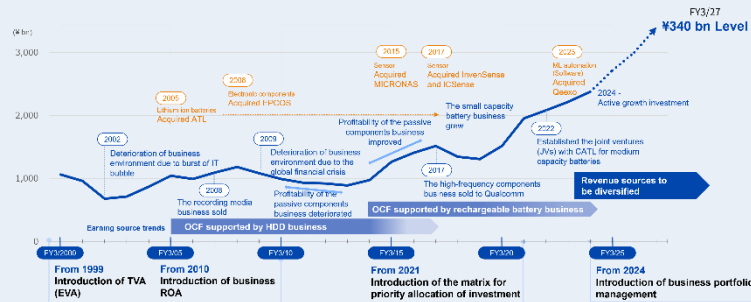 FY3/27
¥340 bn Level
(¥ bn)
3,000
2,000
1,000
0
2015
Sensor
Acquired
MICRONAS
2017
Sensor
Acquired InvenSense
and ICSense
2023
ML automation
(Software)
Acquired
Qeexo
2008
Electronic components
Acquired EPCOS
2005
Lithium ion batteries
Acquired ATL
2024 -
Active growth investment
The small capacity
battery business
grew
Profitability of the passive
components business
improved
2002
Deterioration of business
environment due to burst of IT
bubble
2009
Deterioration of business
environment due to the
global financial crisis
2022
Established the joint ventures
(JVs) with CATL for medium
capacity batteries
2008
The recording media
business sold
Profitability of the
passive components
business deteriorated
2017
The high-frequency components
business sold to Qualcomm
Revenue sources to
be diversified
OCF supported by rechargeable battery business
Earning source trends
OCF supported by HDD business
FY3/2000
FY3/05
FY3/10
FY3/15
FY3/20
FY3/25
From 1999
Introduction of TVA
(EVA)
From 2010
Introduction of business
ROA
From 2021
Introduction of the matrix for
priority allocation of investment
From 2024
Introduction of business portfolio
management